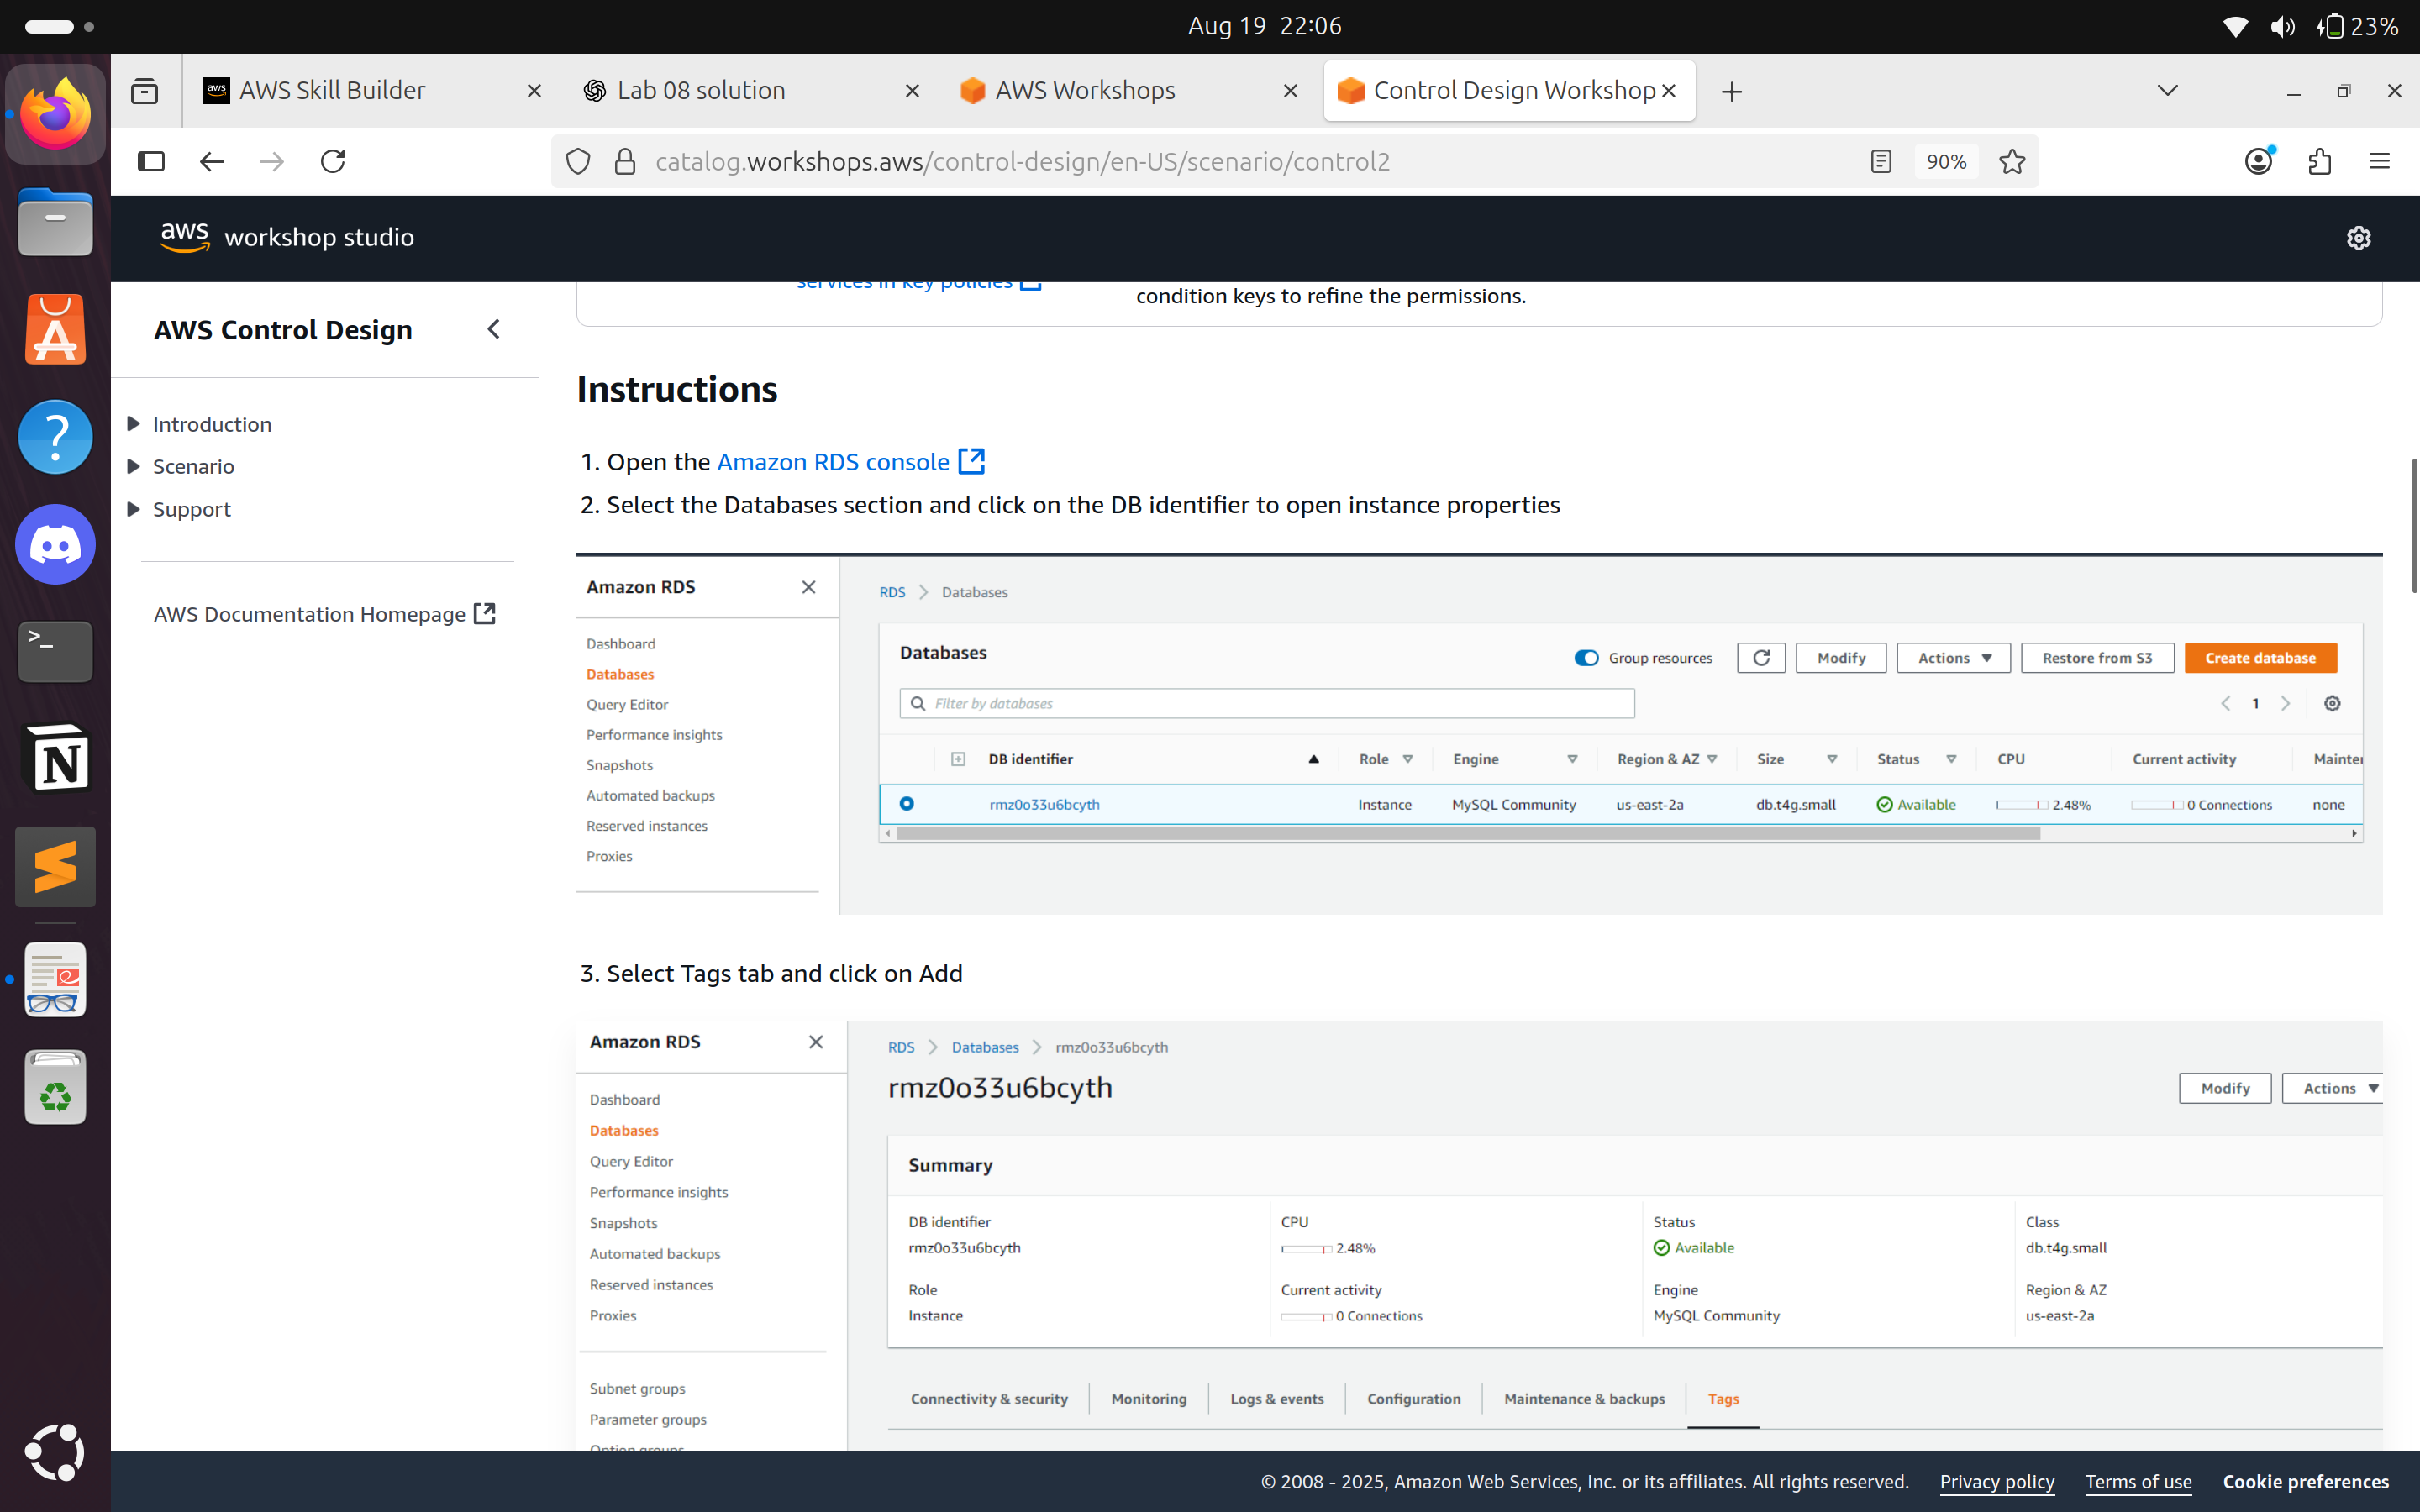 Aug 19 22:06
23%
AWS Skill Builder
Lab 08 solution
AWS Workshops
Control Design Workshop
catalog.workshops.aws/control-design/en-US/scenario/control2
90%
aws workshop studio
AWS Control Design
Introduction
Scenario
Support
AWS Documentation Homepage
services in key policies
condition keys to refine the permissions.
Instructions
1. Open the Amazon RDS console
2. Select the Databases section and click on the DB identifier to open instance properties
Amazon RDS
Dashboard
Databases
Query Editor
Performance insights
Snapshots
Automated backups
Reserved instances
Proxies
RDS > Databases
Databases
Group resources
Modify
Actions
Restore from S3
Create database
Filter by databases
1
DB identifier Role Engine Region & AZ Size Status CPU Current activity
rmz0o33u6bcyth Instance MySQL Community us-east-2a db.t4g.small Available 2.48% 0 Connections none
3. Select Tags tab and click on Add
Amazon RDS
Dashboard
Databases
Query Editor
Performance insights
Snapshots
Automated backups
Reserved instances
Proxies
Subnet groups
Parameter groups
Option groups
RDS > Databases > rmz0o33u6bcyth
rmz0o33u6bcyth
Modify
Actions
Summary
DB identifier
rmz0o33u6bcyth
CPU
2.48%
Status
Available
Class
db.t4g.small
Role
Instance
Current activity
0 Connections
Engine
MySQL Community
Region & AZ
us-east-2a
Connectivity & security
Monitoring
Logs & events
Configuration
Maintenance & backups
Tags
© 2008 - 2025, Amazon Web Services, Inc. or its affiliates. All rights reserved.
Privacy policy
Terms of use
Cookie preferences